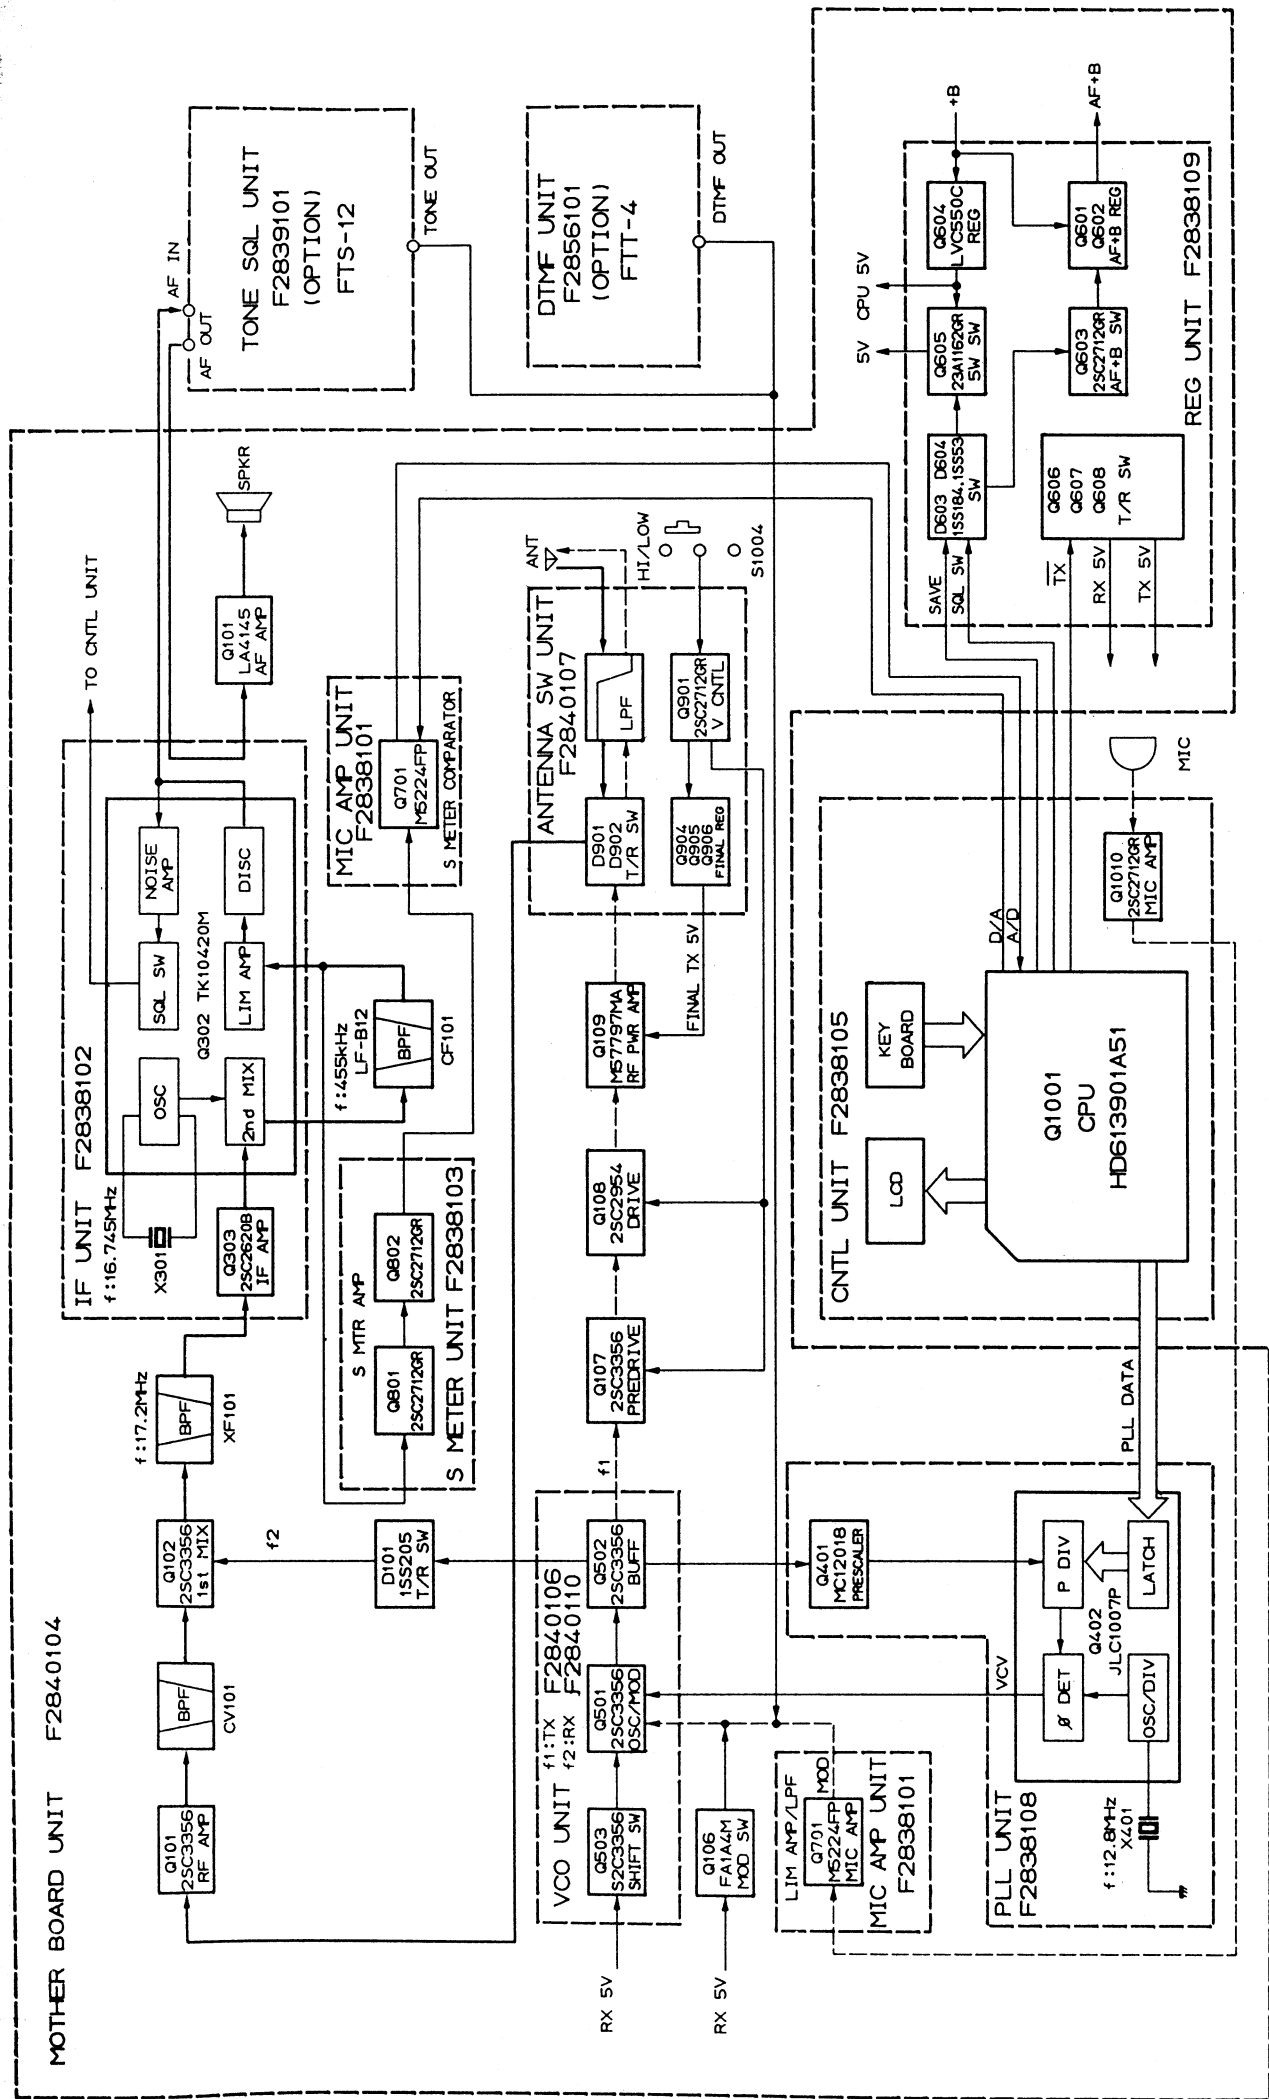 MOTHER BOARD UNIT F2840104
Q101
2SC3356
RF AMP
BPF
CV101
Q102
2SC3356
1st MIX
f:17.2MHz
BPF
XF101
f2
D101
1SS205
T/R SW
IF UNIT F2838102
f:16.745MHz
X301
Q303
2SC2620B
IF AMP
OSC
2nd MIX
SQL SW
NOISE
AMP
LIM AMP
DISC
Q302 TK10420M
f:455kHz
LF-B12
BPF
CF101
TO CNTL UNIT
Q101
LA4145
AF AMP
SPKR
AF IN
AF OUT
TONE SQL UNIT
F2839101
(OPTION)
FTS-12
TONE OUT
DTMF UNIT
F2856101
(OPTION)
FTT-4
DTMF OUT
S MTR AMP
Q801
2SC2712GR
Q802
2SC2712GR
S METER UNIT F2838103
MIC AMP UNIT
F2838101
Q701
M5224FP
S METER COMPARATOR
ANTENNA SW UNIT
F2840107
D901
D902
T/R SW
LPF
ANT
Q904
Q905
Q906
FINAL REG
Q901
2SC2712GR
V CNTL
HI/LOW
S1004
FINAL TX 5V
VCO UNIT
f1:TX F2840106
f2:RX F2840110
RX 5V
Q503
S2C3356
SHIFT SW
Q501
2SC3356
OSC/MOD
Q502
2SC3356
BUFF
f1
Q107
2SC3356
PREDRIVE
Q108
2SC2954
DRIVE
Q109
M57797MA
RF PWR AMP
RX 5V
Q106
FA1A4M
MOD SW
LIM AMP/LPF
MOD
Q701
M5224FP
MIC AMP
MIC AMP UNIT
F2838101
VCV
Q401
MC12018
PRESCALER
PLL UNIT
F2838108
f:12.8MHz
X401
Ø DET
P DIV
OSC/DIV
LATCH
Q402
JLC1007P
PLL DATA
CNTL UNIT F2838105
LCD
KEY
BOARD
Q1001
CPU
HD613901A51
D/A
A/D
Q1010
2SC2712GR
MIC AMP
MIC
SAVE
SQL SW
TX
RX 5V
TX 5V
D603 D604
1SS184,1SS53
SW
Q605
23A1162GR
5W SW
Q604
LVC550C
REG
5V
CPU 5V
+B
Q606
Q607
Q608
T/R SW
Q603
2SC2712GR
AF+B SW
Q601
Q602
AF+B REG
AF+B
REG UNIT F2838109